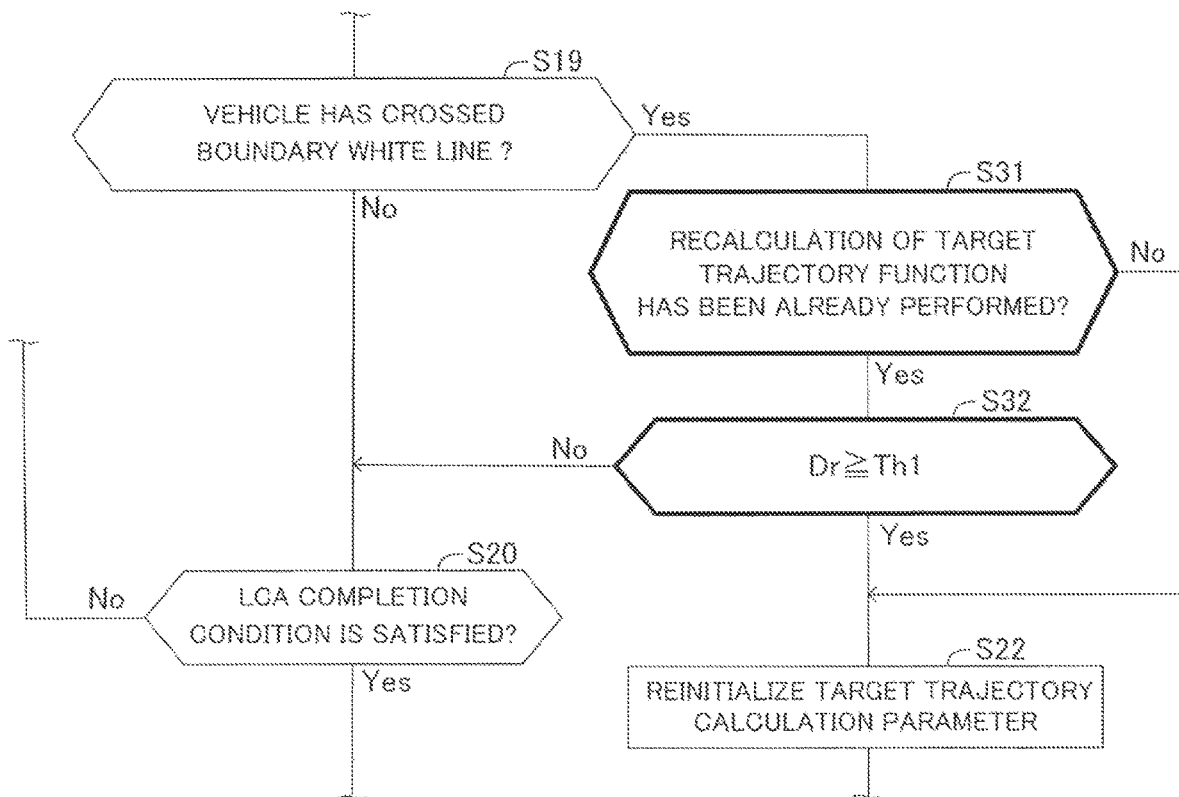 S19
VEHICLE HAS CROSSED
BOUNDARY WHITE LINE ?
Yes
No
S31
RECALCULATION OF TARGET
TRAJECTORY FUNCTION
HAS BEEN ALREADY PERFORMED?
No
Yes
S32
Dr≧Th1
No
Yes
S20
LCA COMPLETION
CONDITION IS SATISFIED?
No
Yes
S22
REINITIALIZE TARGET TRAJECTORY
CALCULATION PARAMETER